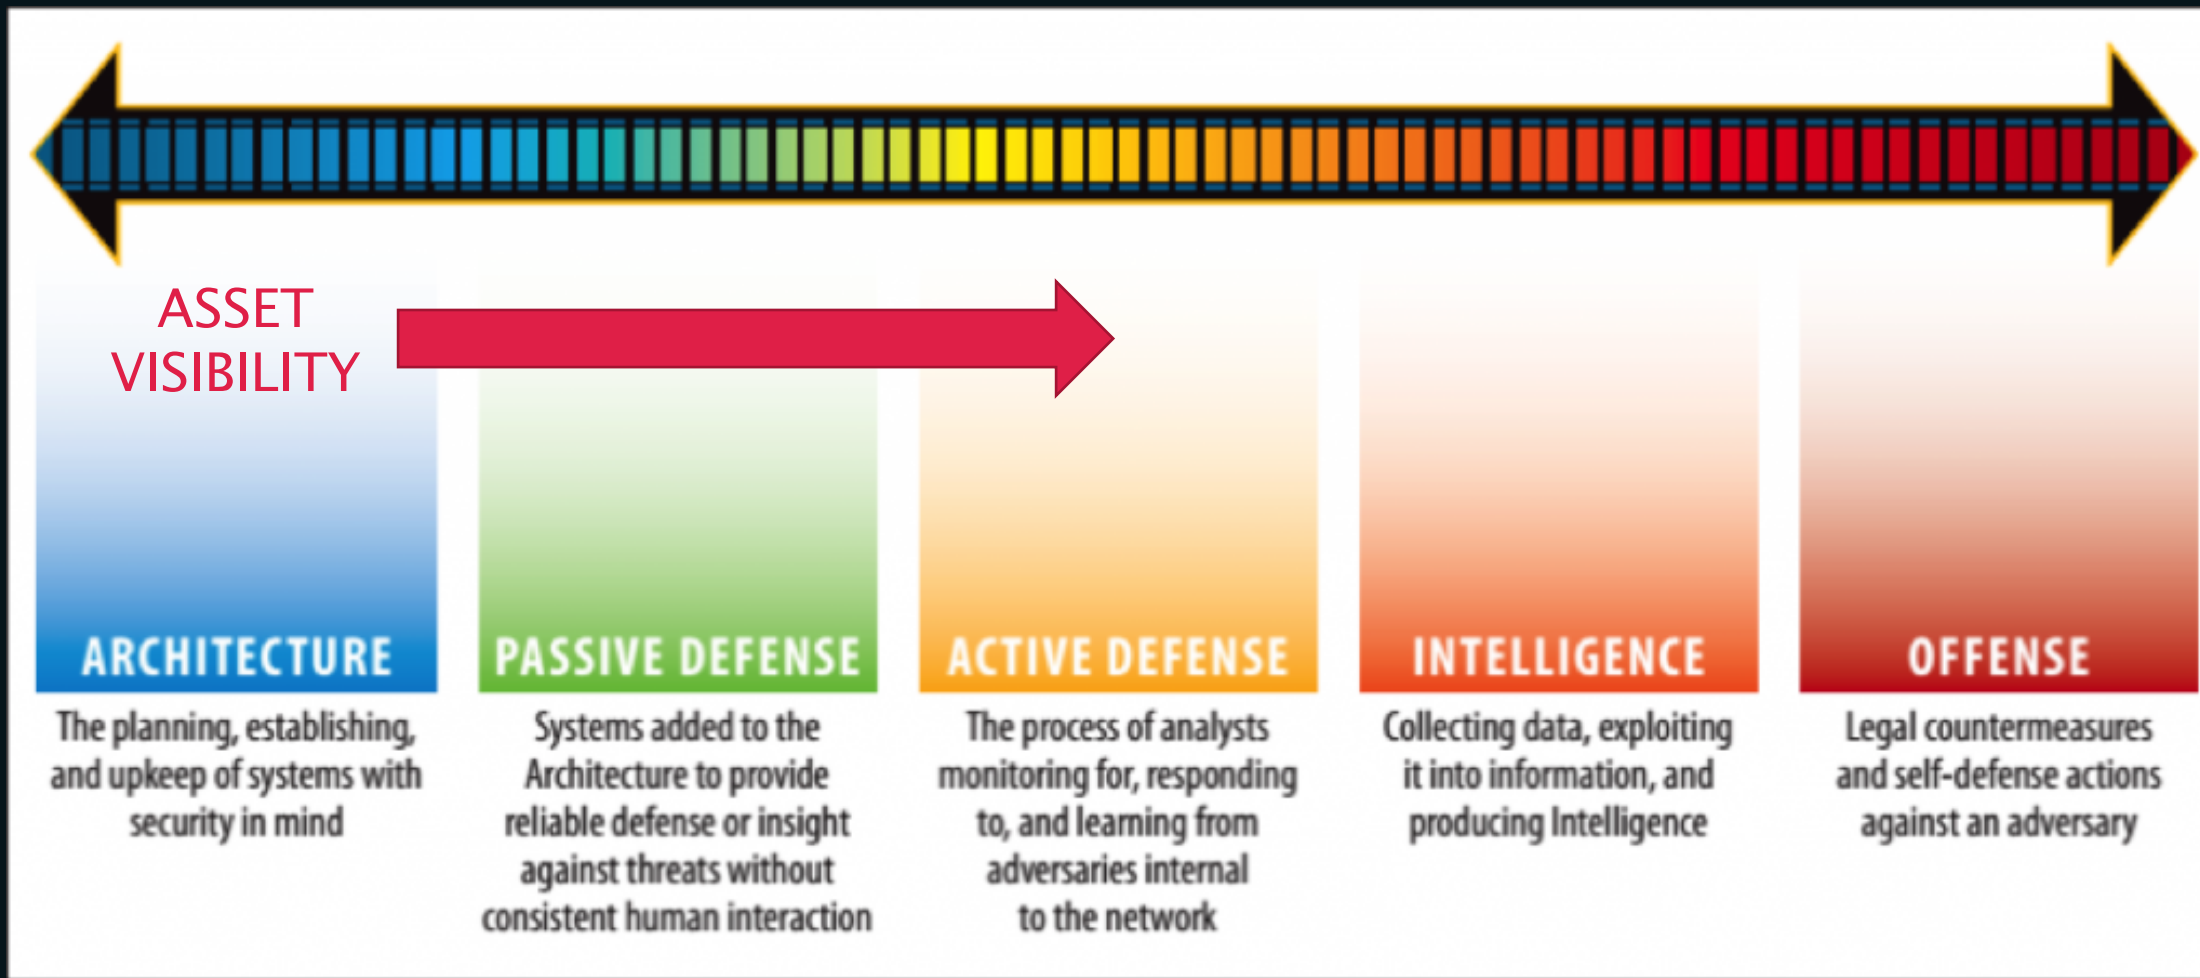 ASSET
VISIBILITY
ARCHITECTURE
The planning, establishing,
and upkeep of systems with
security in mind
PASSIVE DEFENSE
Systems added to the
Architecture to provide
reliable defense or insight
against threats without
consistent human interaction
ACTIVE DEFENSE
The process of analysts
monitoring for, responding
to, and learning from
adversaries internal
to the network
INTELLIGENCE
Collecting data, exploiting
it into information, and
producing Intelligence
OFFENSE
Legal countermeasures
and self-defense actions
against an adversary